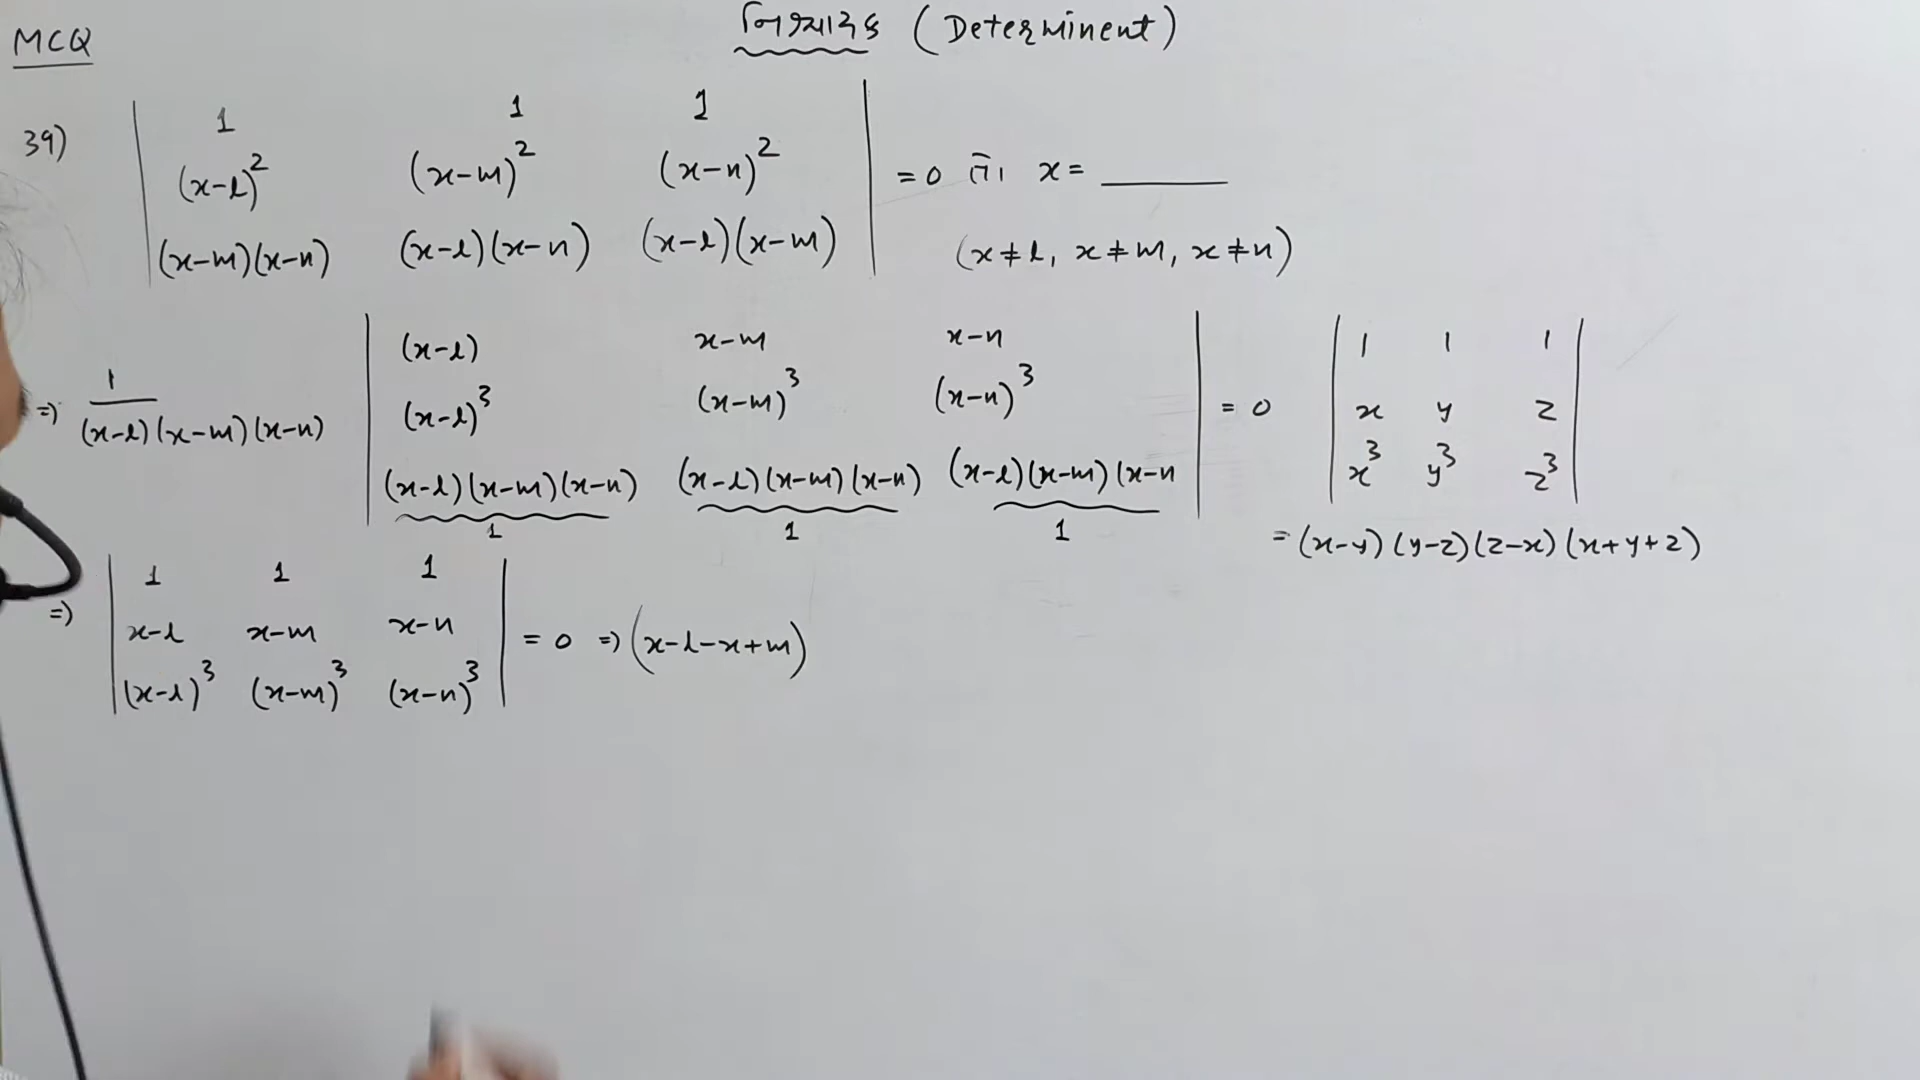 MCQ
નિશ્ચાયક (Determinent)
39) | 1 1 1 |
| (x-l)² (x-m)² (x-n)² | = 0 તો x = ______
| (x-m)(x-n) (x-l)(x-n) (x-l)(x-m) | (x≠l, x≠m, x≠n)
=) 1/((x-l)(x-m)(x-n)) | (x-l) x-m x-n |
| (x-l)³ (x-m)³ (x-n)³ | = 0
| (x-l)(x-m)(x-n) (x-l)(x-m)(x-n) (x-l)(x-m)(x-n |
1 1 1
| 1 1 1 |
| x y z |
| x³ y³ z³ |
= (x-y)(y-z)(z-x)(x+y+z)
=) | 1 1 1 |
| x-l x-m x-n | = 0 =) (x-l-x+m)
| (x-l)³ (x-m)³ (x-n)³ |